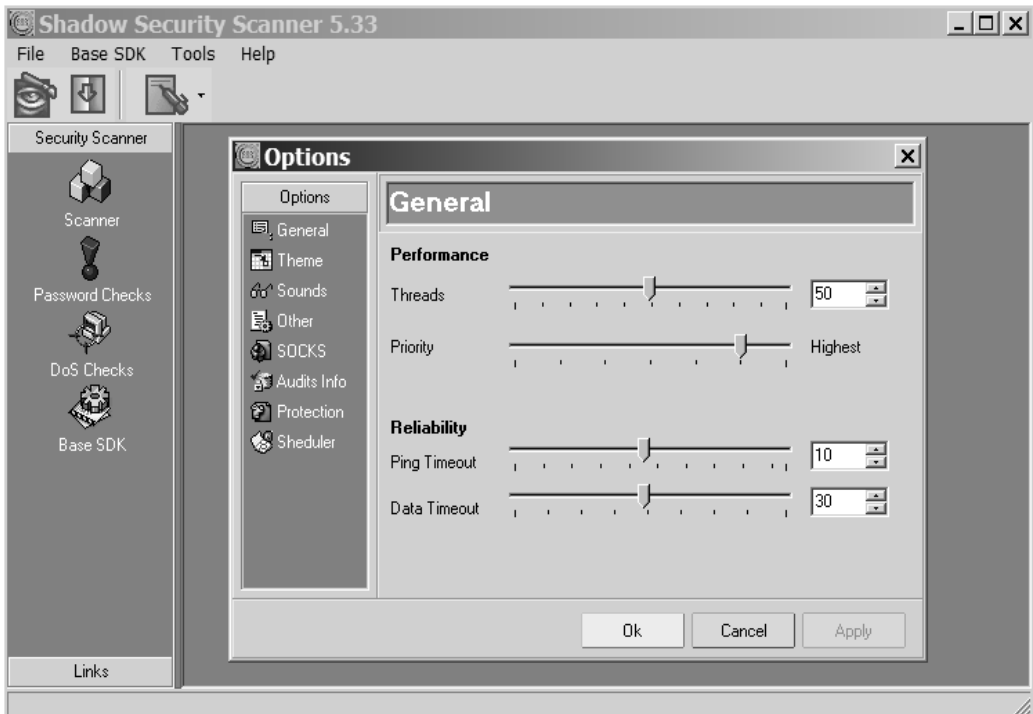 Shadow Security Scanner 5.33
File Base SDK Tools Help
Security Scanner
Scanner
Password Checks
DoS Checks
Base SDK
Links
Options
Options
General
Theme
Sounds
Other
SOCKS
Audits Info
Protection
Sheduler
General
Performance
Threads 50
Priority Highest
Reliability
Ping Timeout 10
Data Timeout 30
Ok Cancel Apply